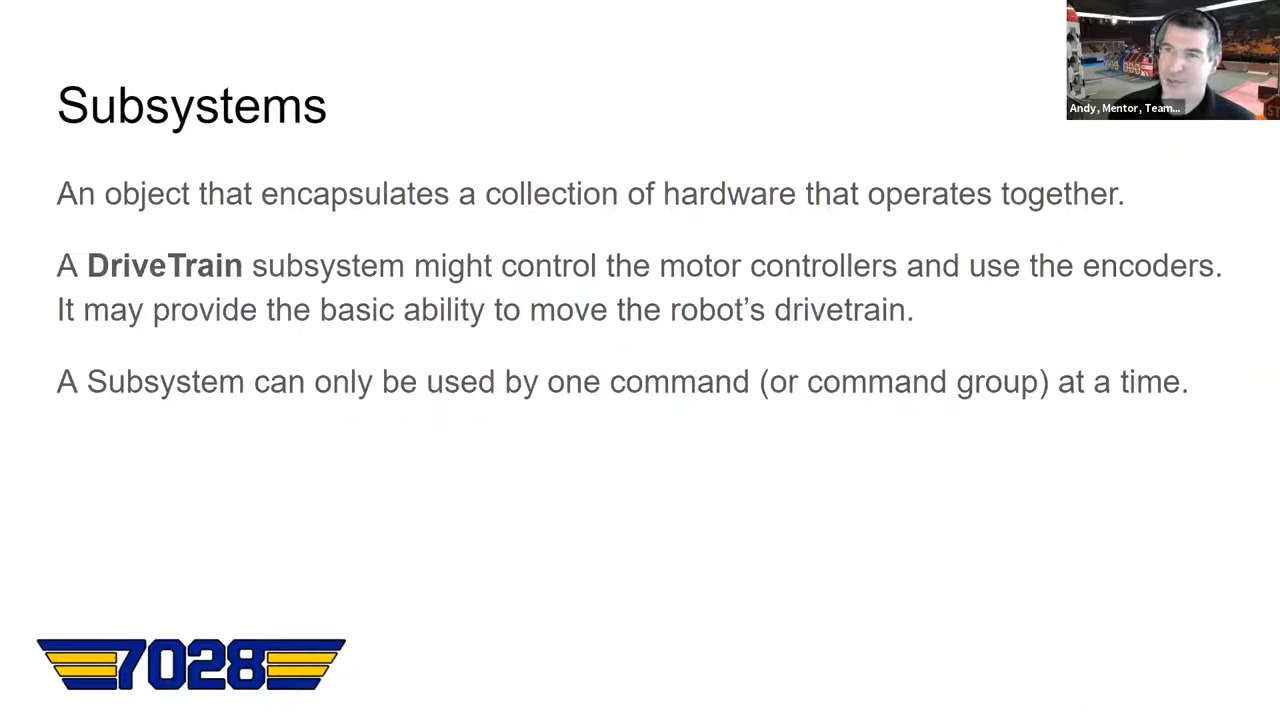 Andy, Mentor, Team...
Subsystems
An object that encapsulates a collection of hardware that operates together.
A DriveTrain subsystem might control the motor controllers and use the encoders.
It may provide the basic ability to move the robot’s drivetrain.
A Subsystem can only be used by one command (or command group) at a time.
7028